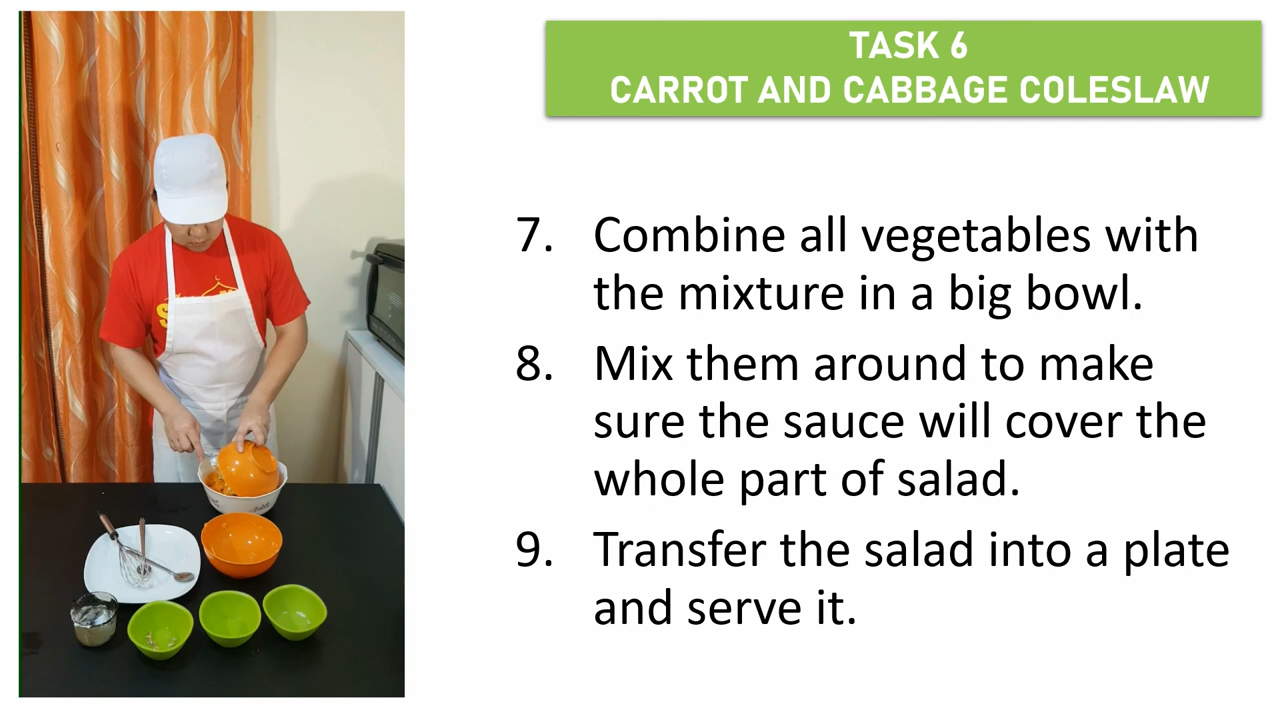 TASK 6
CARROT AND CABBAGE COLESLAW
7. Combine all vegetables with
the mixture in a big bowl.
8. Mix them around to make
sure the sauce will cover the
whole part of salad.
9. Transfer the salad into a plate
and serve it.